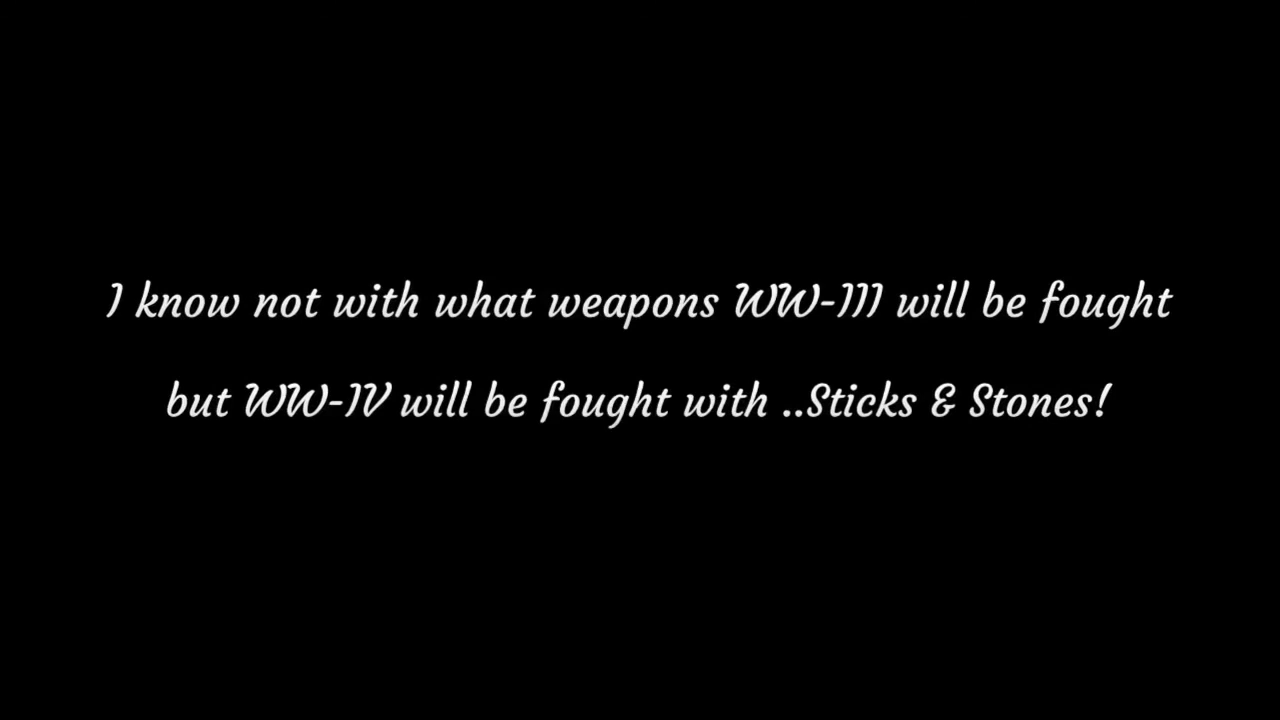 I know not with what weapons WW-III will be fought
but WW-IV will be fought with ..Sticks & Stones!